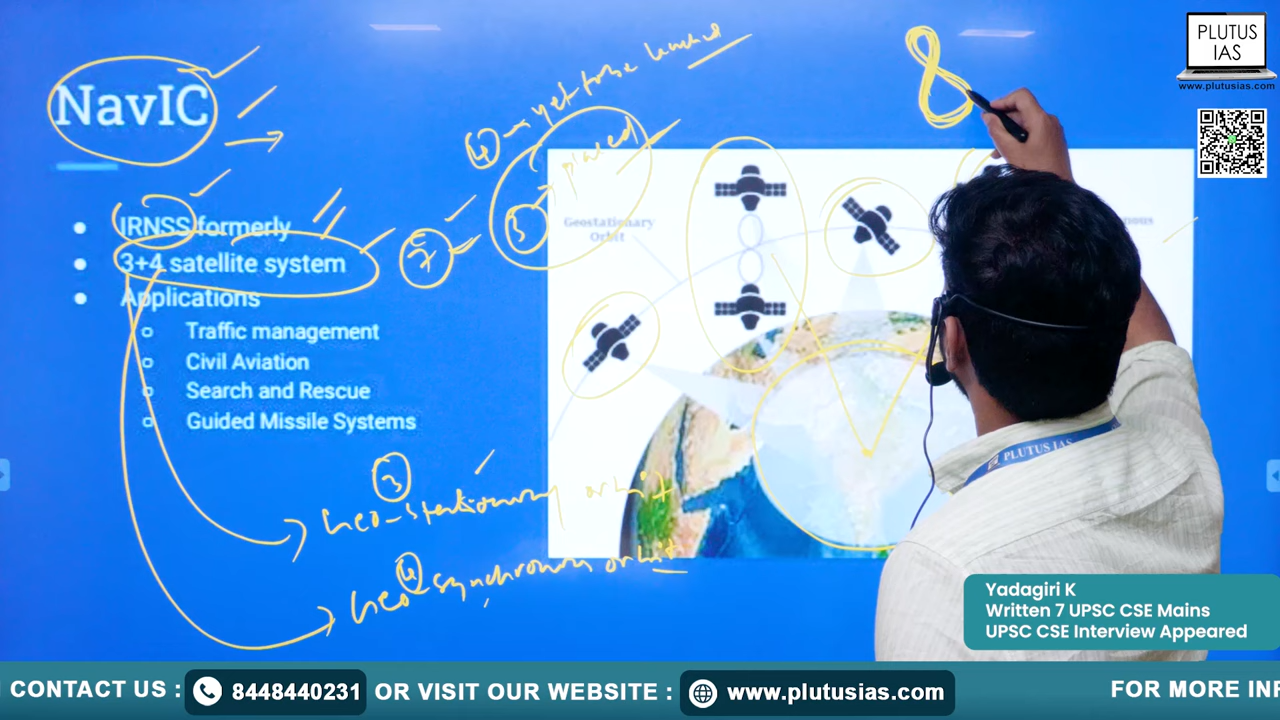 NavIC
IRNSS formerly
3+4 satellite system
Applications
Traffic management
Civil Aviation
Search and Rescue
Guided Missile Systems
4 - yet to be launched
3 - placed
7
8
Geostationary
Orbit
3
Geo-stationary orbit
4
Geo-synchronous orbit
PLUTUS
IAS
www.plutusias.com
PLUTUS IAS
Yadagiri K
Written 7 UPSC CSE Mains
UPSC CSE Interview Appeared
CONTACT US : 8448440231 OR VISIT OUR WEBSITE : www.plutusias.com FOR MORE INF